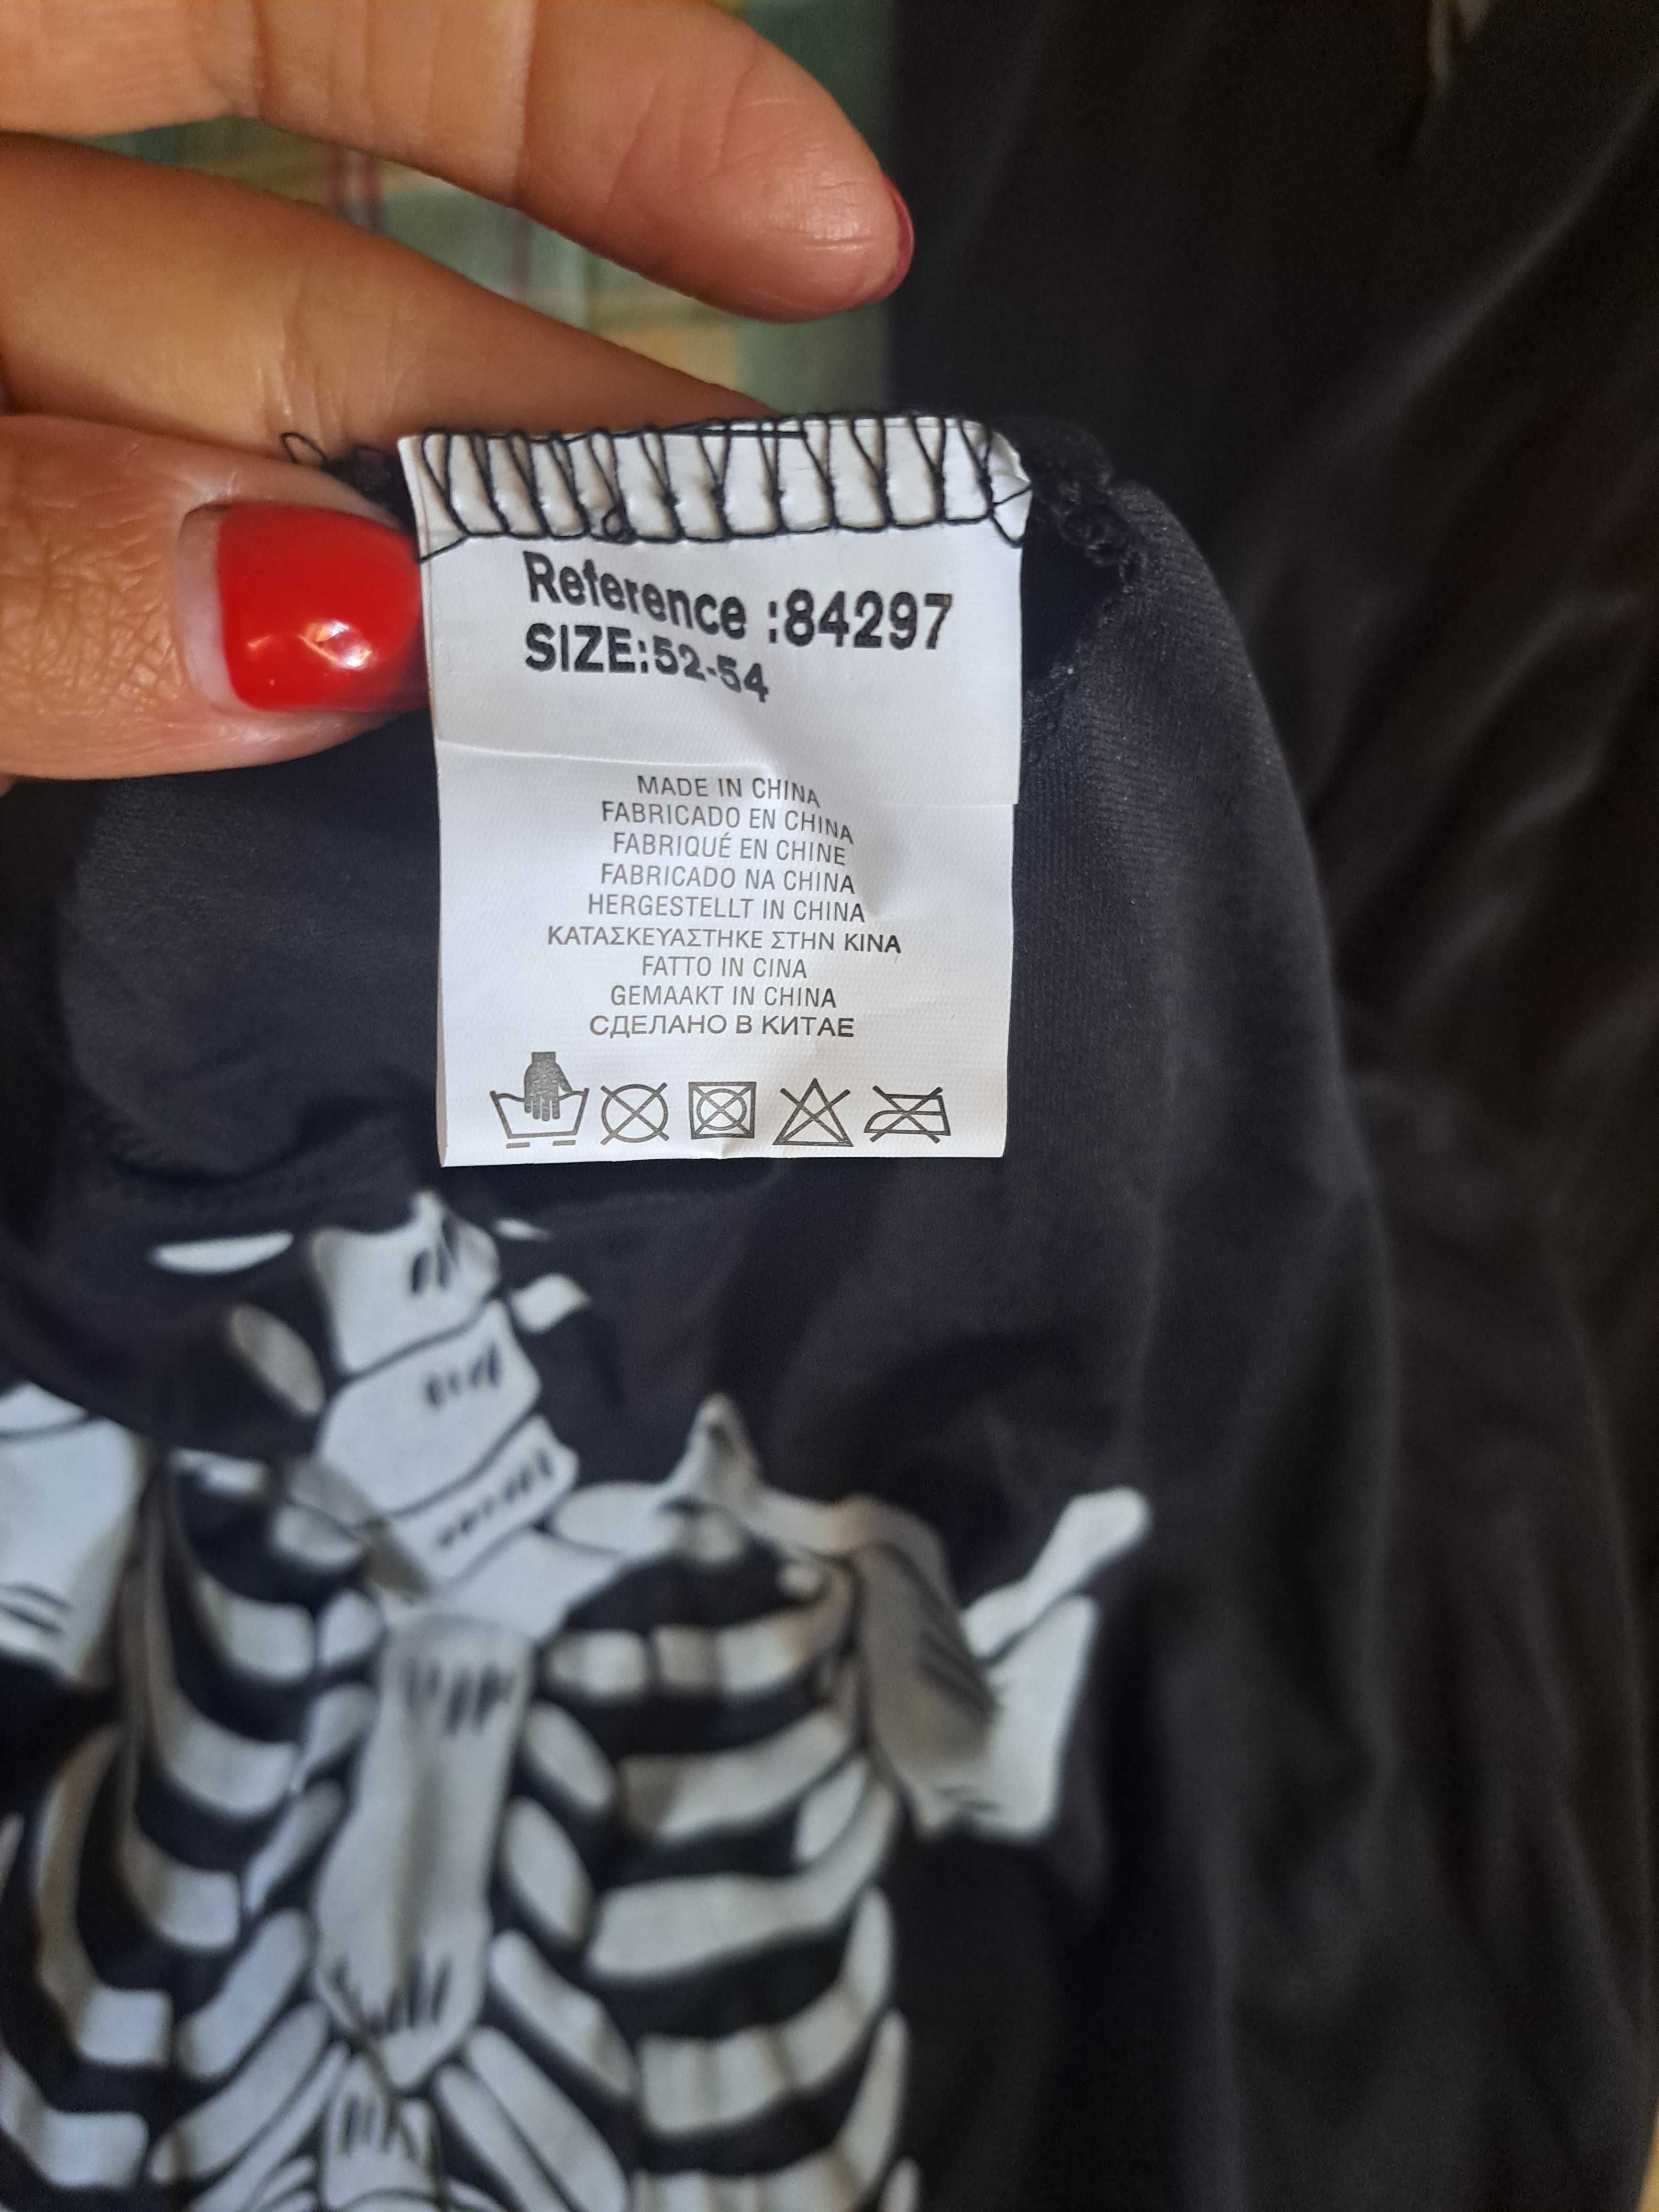 Reference :84297
SIZE:52-54
MADE IN CHINA
FABRICADO EN CHINA
FABRIQUÉ EN CHINE
FABRICADO NA CHINA
HERGESTELLT IN CHINA
ΚΑΤΑΣΚΕΥΑΣΤΗΚΕ ΣΤΗΝ ΚΙΝΑ
FATTO IN CINA
GEMAAKT IN CHINA
СДЕЛАНО В КИТАЕ